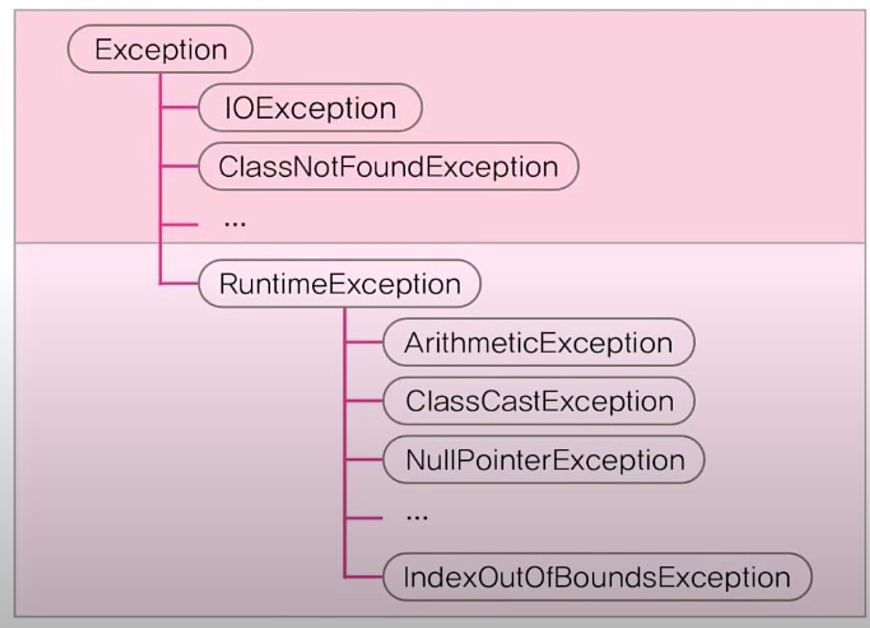 Exception
IOException
ClassNotFoundException
...
RuntimeException
ArithmeticException
ClassCastException
NullPointerException
...
IndexOutOfBoundsException